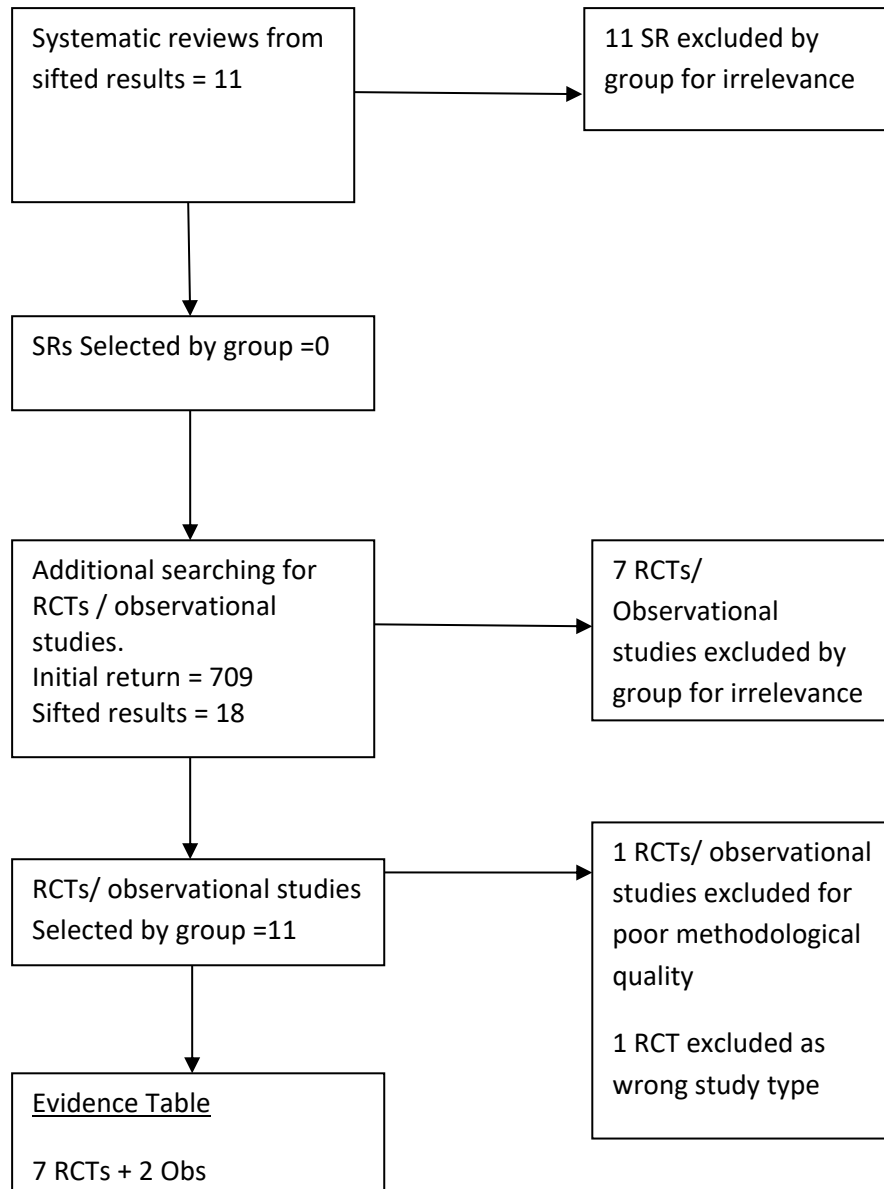 Systematic reviews from
sifted results = 11
11 SR excluded by
group for irrelevance
SRs Selected by group =0
Additional searching for
RCTs / observational
studies.
Initial return = 709
Sifted results = 18
7 RCTs/
Observational
studies excluded by
group for irrelevance
RCTs/ observational studies
Selected by group =11
1 RCTs/ observational
studies excluded for
poor methodological
quality
1 RCT excluded as
wrong study type
Evidence Table
7 RCTs + 2 Obs